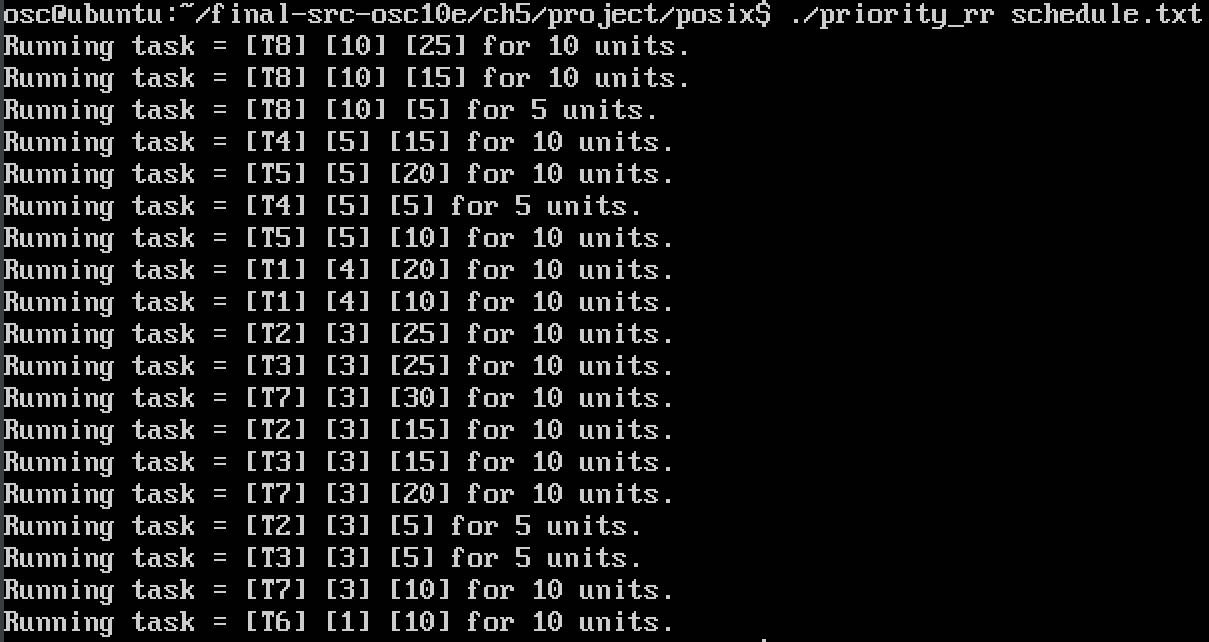 osc@ubuntu:~/final-src-osc10e/ch5/project/posix$ ./priority_rr schedule.txt
Running task = [T8] [10] [25] for 10 units.
Running task = [T8] [10] [15] for 10 units.
Running task = [T8] [10] [5] for 5 units.
Running task = [T4] [5] [15] for 10 units.
Running task = [T5] [5] [20] for 10 units.
Running task = [T4] [5] [5] for 5 units.
Running task = [T5] [5] [10] for 10 units.
Running task = [T1] [4] [20] for 10 units.
Running task = [T1] [4] [10] for 10 units.
Running task = [T2] [3] [25] for 10 units.
Running task = [T3] [3] [25] for 10 units.
Running task = [T7] [3] [30] for 10 units.
Running task = [T2] [3] [15] for 10 units.
Running task = [T3] [3] [15] for 10 units.
Running task = [T7] [3] [20] for 10 units.
Running task = [T2] [3] [5] for 5 units.
Running task = [T3] [3] [5] for 5 units.
Running task = [T7] [3] [10] for 10 units.
Running task = [T6] [1] [10] for 10 units.